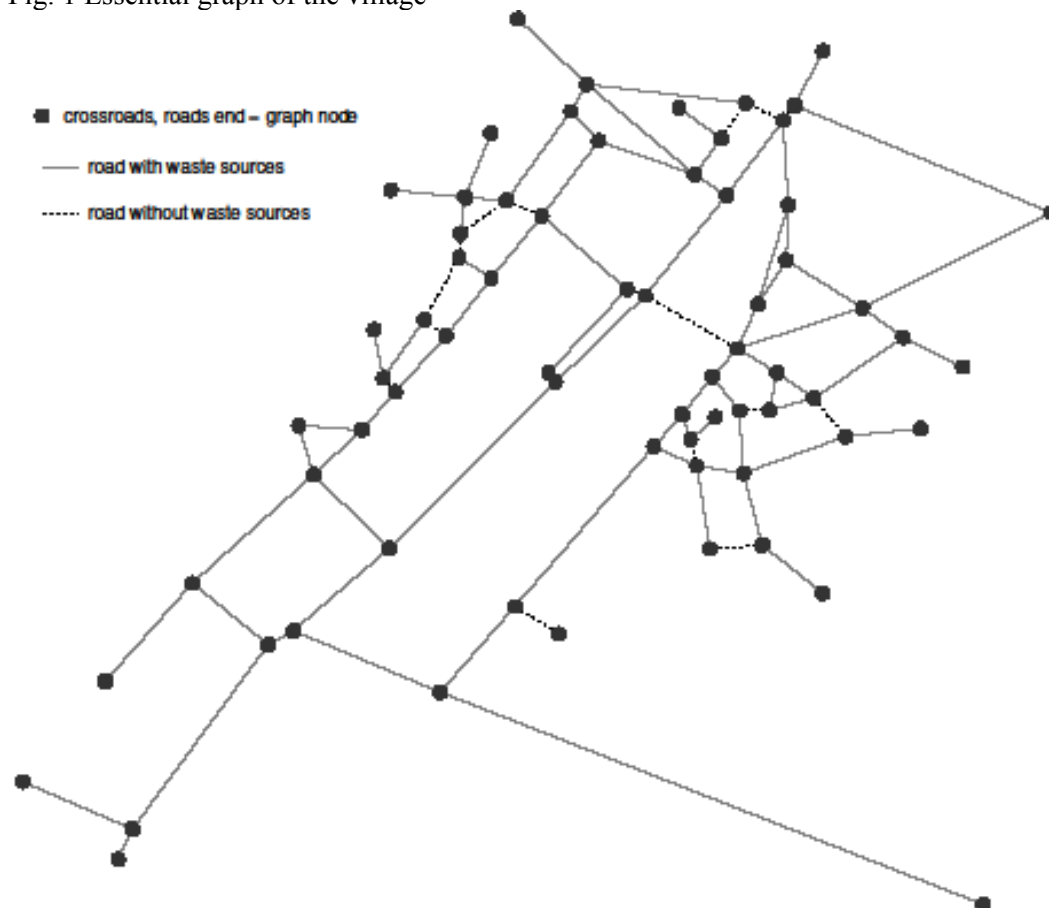 Fig. 1 Essential graph of the village
crossroads, roads end – graph node
road with waste sources
road without waste sources